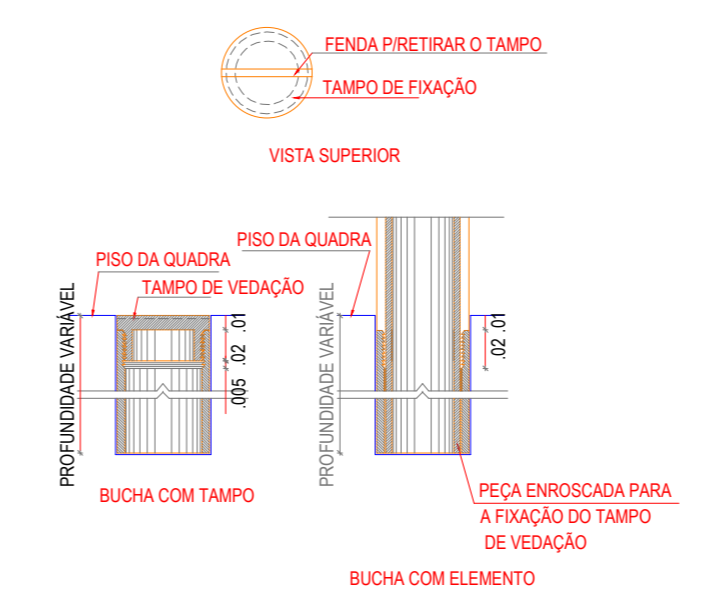 FENDA P/RETIRAR O TAMPO
TAMPO DE FIXAÇÃO
VISTA SUPERIOR
PISO DA QUADRA
TAMPO DE VEDAÇÃO
PROFUNDIDADE VARIÁVEL
.01
.02
.005
BUCHA COM TAMPO
PISO DA QUADRA
PROFUNDIDADE VARIÁVEL
.01
.02
PEÇA ENROSCADA PARA
A FIXAÇÃO DO TAMPO
DE VEDAÇÃO
BUCHA COM ELEMENTO